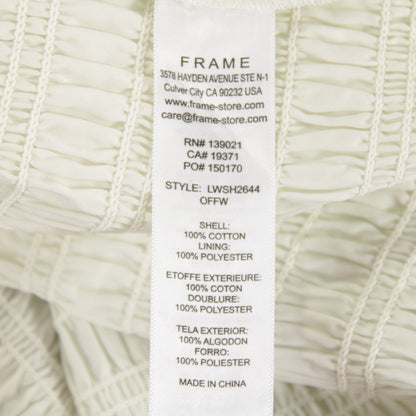 FRAME
3578 HAYDEN AVENUE STE N-1
Culver City CA 90232 USA
www.frame-store.com
care@frame-store.com
RN# 139021
CA# 19371
PO# 150170
STYLE: LWSH2644
OFFW
SHELL:
100% COTTON
LINING:
100% POLYESTER
ETOFFE EXTERIEURE:
100% COTON
DOUBLURE:
100% POLYESTER
TELA EXTERIOR:
100% ALGODON
FORRO:
100% POLIESTER
MADE IN CHINA